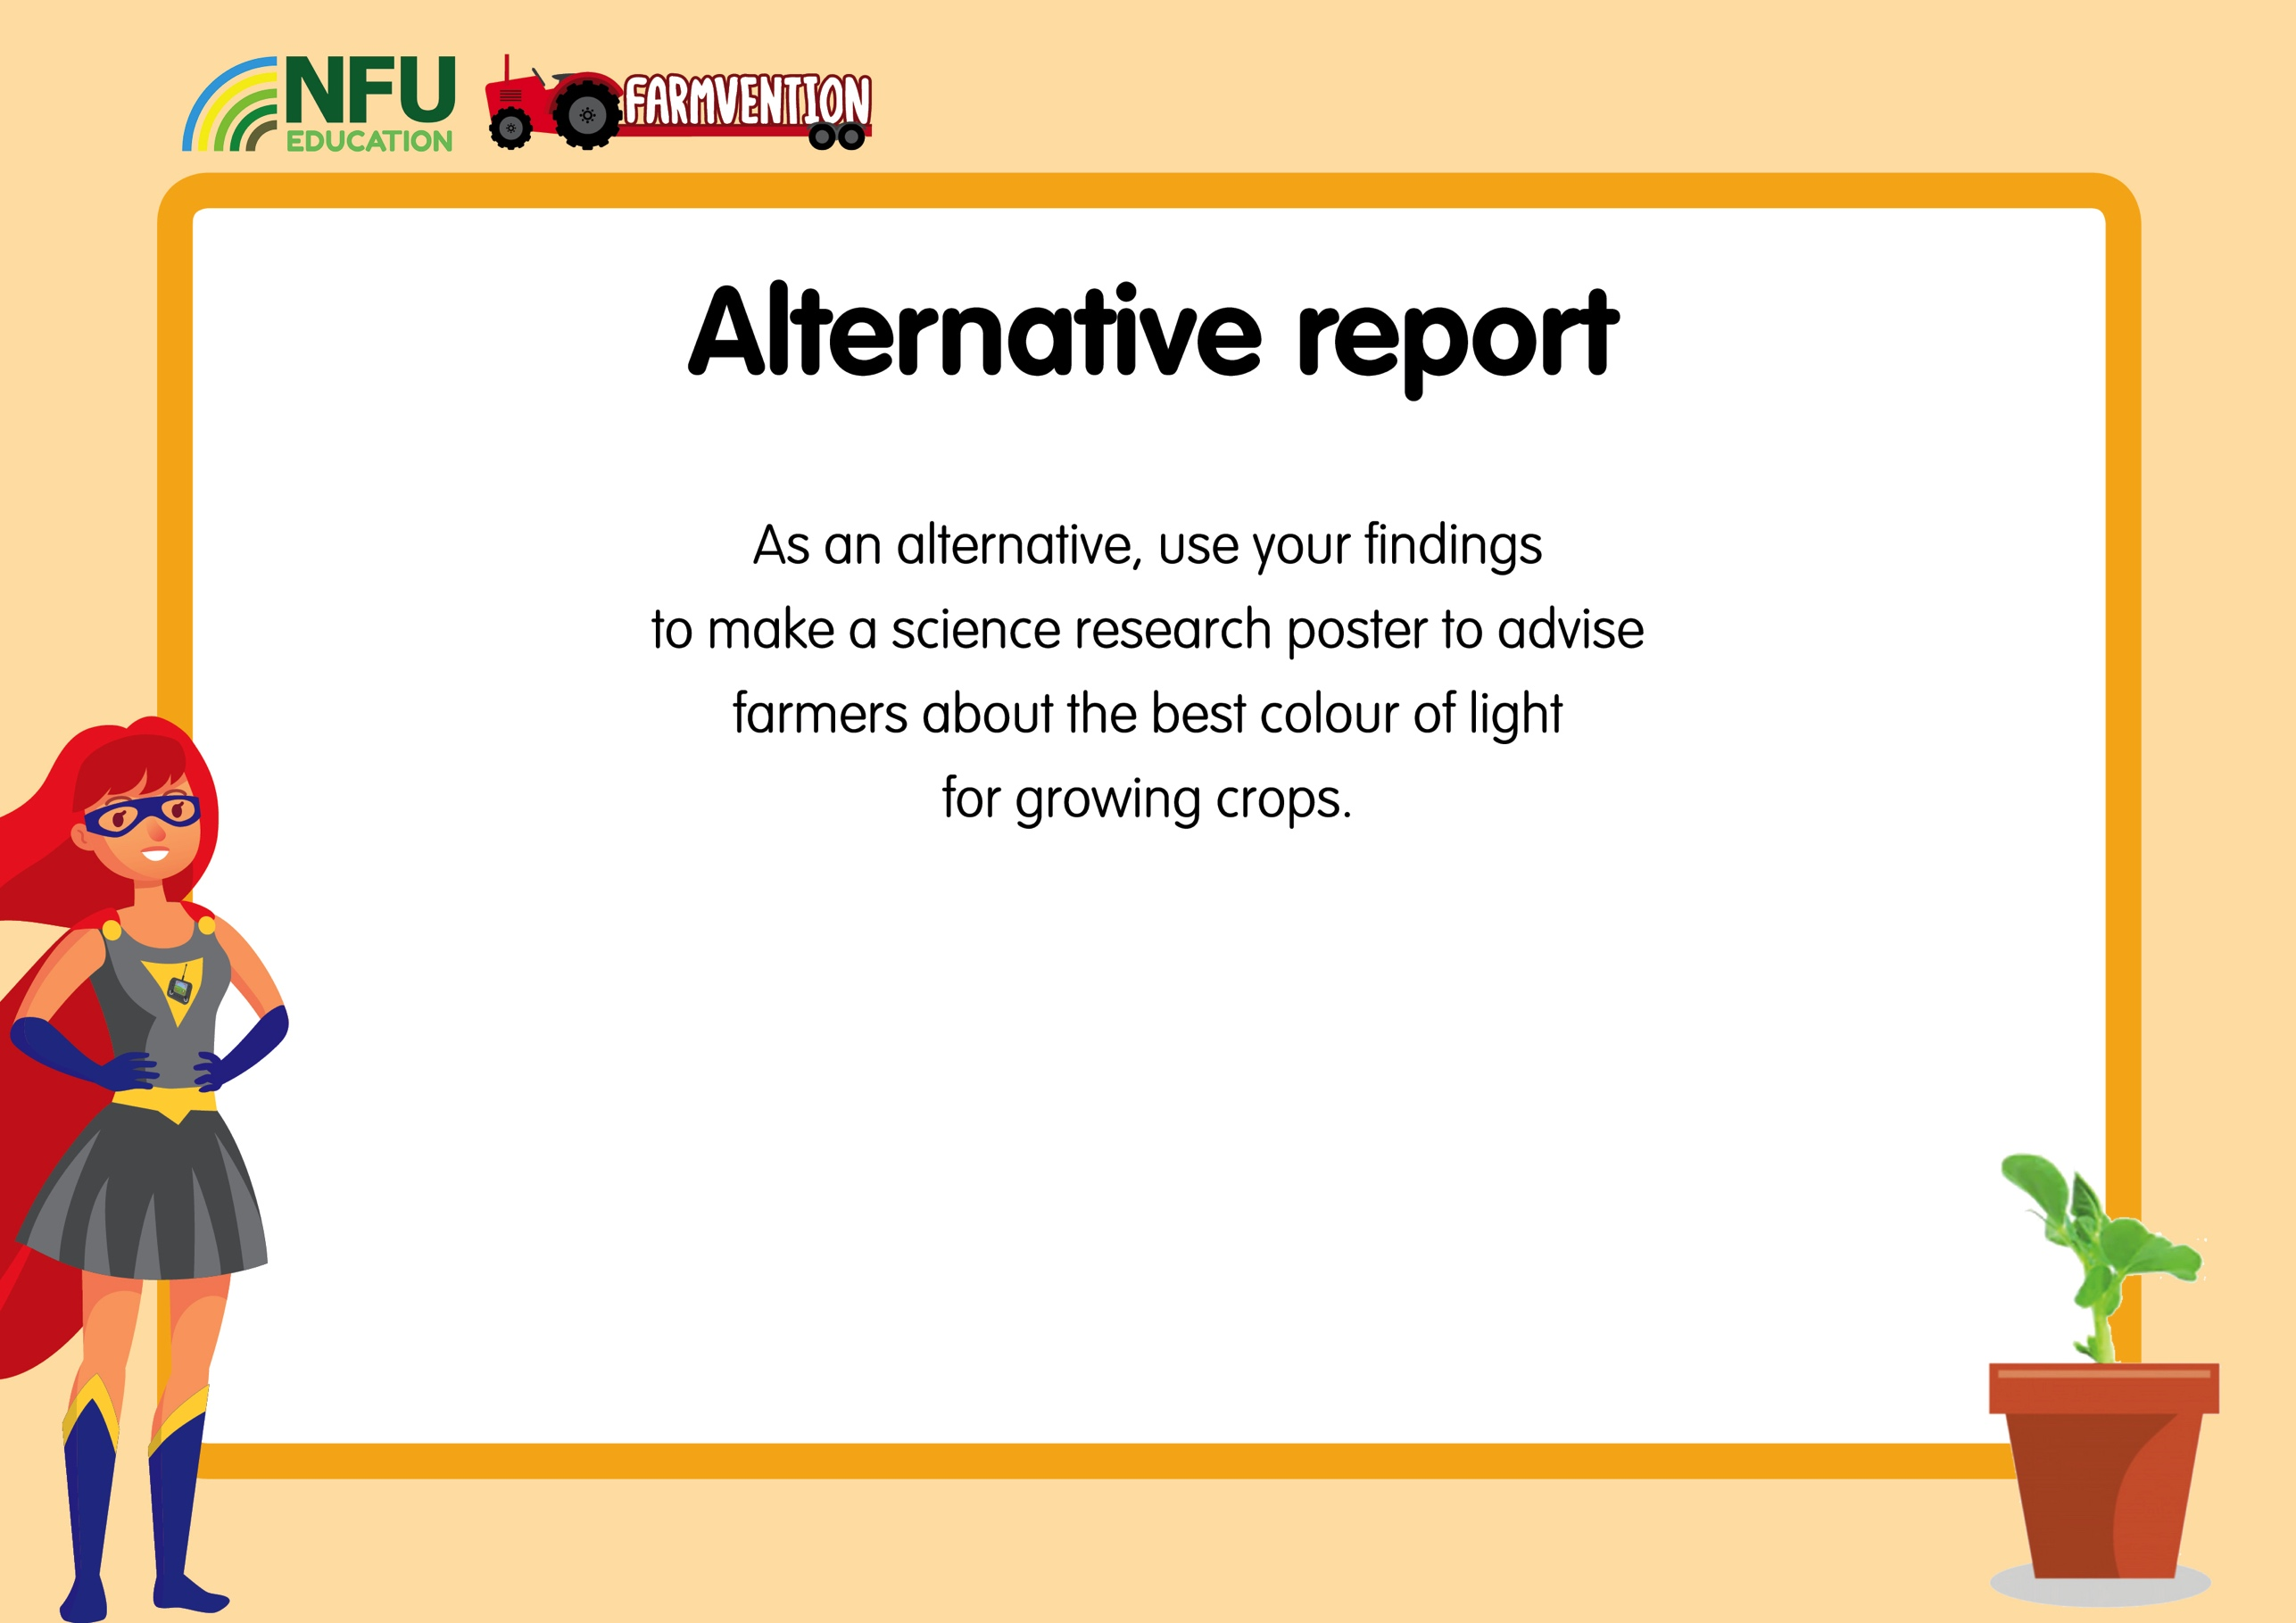 NFU
EDUCATION
FARMVENTION
Alternative report
As an alternative, use your findings
to make a science research poster to advise
farmers about the best colour of light
for growing crops.